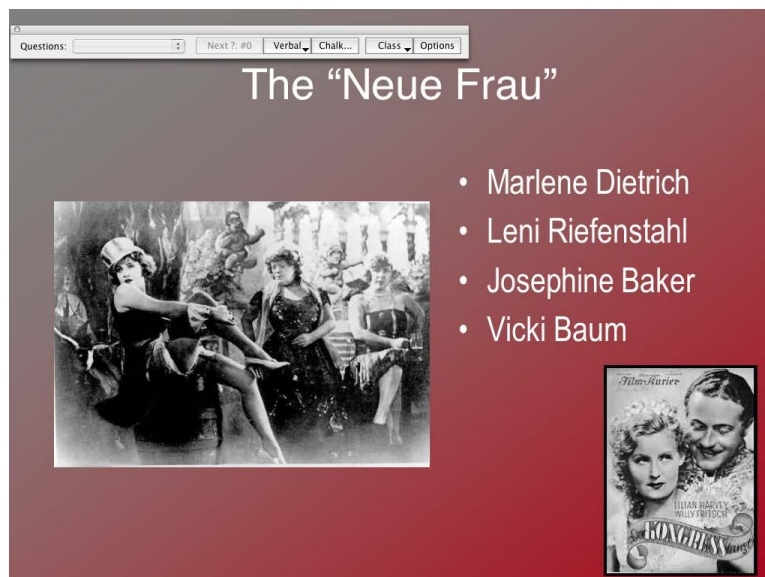 Questions: Next ?: #0 Verbal Chalk... Class Options
The “Neue Frau”
• Marlene Dietrich
• Leni Riefenstahl
• Josephine Baker
• Vicki Baum
Film-Kurier
LILIAN HARVEY
WILLY FRITSCH
Der KONGRESS tanzt